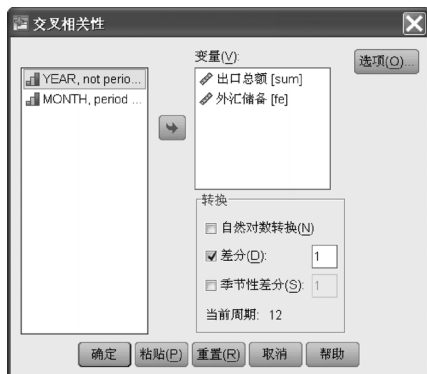 交叉相关性
变量(V):
YEAR, not perio...
MONTH, period ...
出口总额 [sum]
外汇储备 [fe]
选项(O)...
转换
自然对数转换(N)
差分(D): 1
季节性差分(S): 1
当前周期: 12
确定 粘贴(P) 重置(R) 取消 帮助